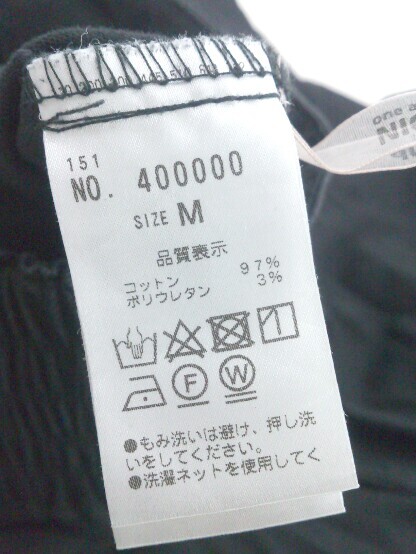 151
NO. 400000
SIZE M
品質表示
コットン 97%
ポリウレタン 3%
F W
●もみ洗いは避け、押し洗
いをしてください。
●洗濯ネットを使用してく
one a